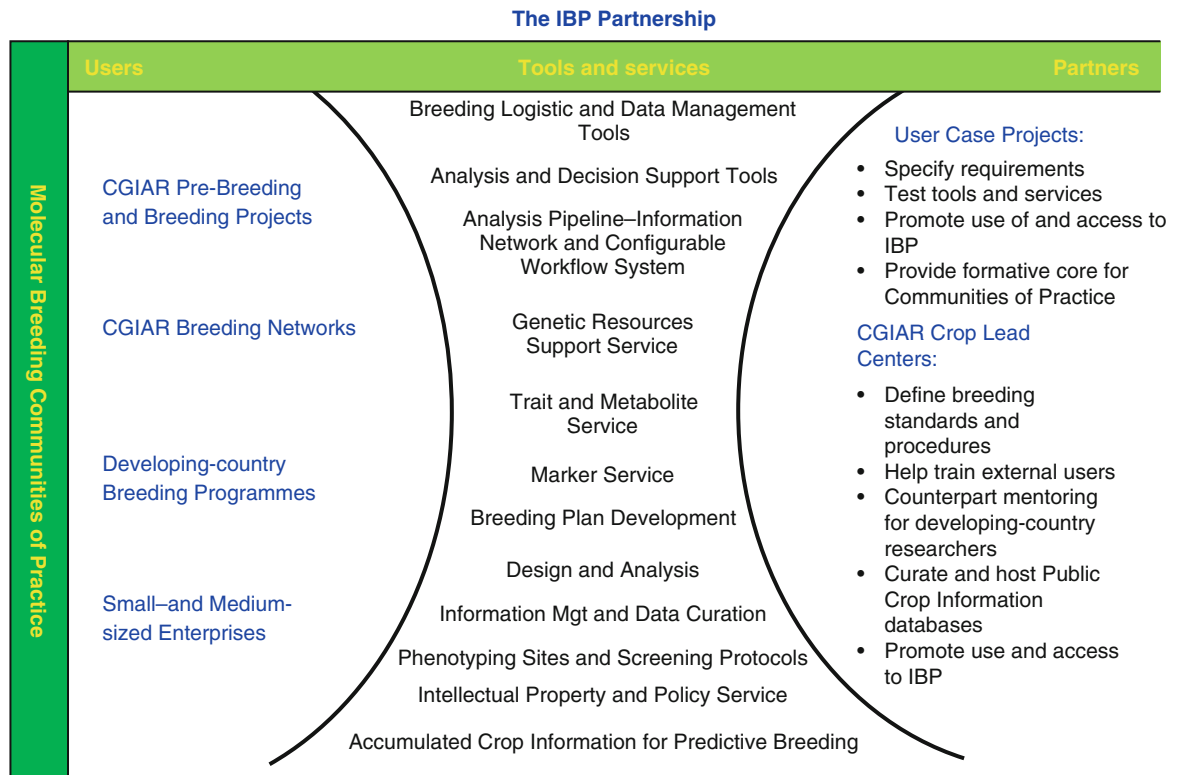 The IBP Partnership
Users
Tools and services
Partners
Molecular Breeding Communities of Practice
CGIAR Pre-Breeding
and Breeding Projects
CGIAR Breeding Networks
Developing-country
Breeding Programmes
Small–and Medium-
sized Enterprises
Breeding Logistic and Data Management
Tools
Analysis and Decision Support Tools
Analysis Pipeline–Information
Network and Configurable
Workflow System
Genetic Resources
Support Service
Trait and Metabolite
Service
Marker Service
Breeding Plan Development
Design and Analysis
Information Mgt and Data Curation
Phenotyping Sites and Screening Protocols
Intellectual Property and Policy Service
Accumulated Crop Information for Predictive Breeding
User Case Projects:
• Specify requirements
• Test tools and services
• Promote use of and access to
IBP
• Provide formative core for
Communities of Practice
CGIAR Crop Lead
Centers:
• Define breeding
standards and
procedures
• Help train external users
• Counterpart mentoring
for developing-country
researchers
• Curate and host Public
Crop Information
databases
• Promote use and access
to IBP